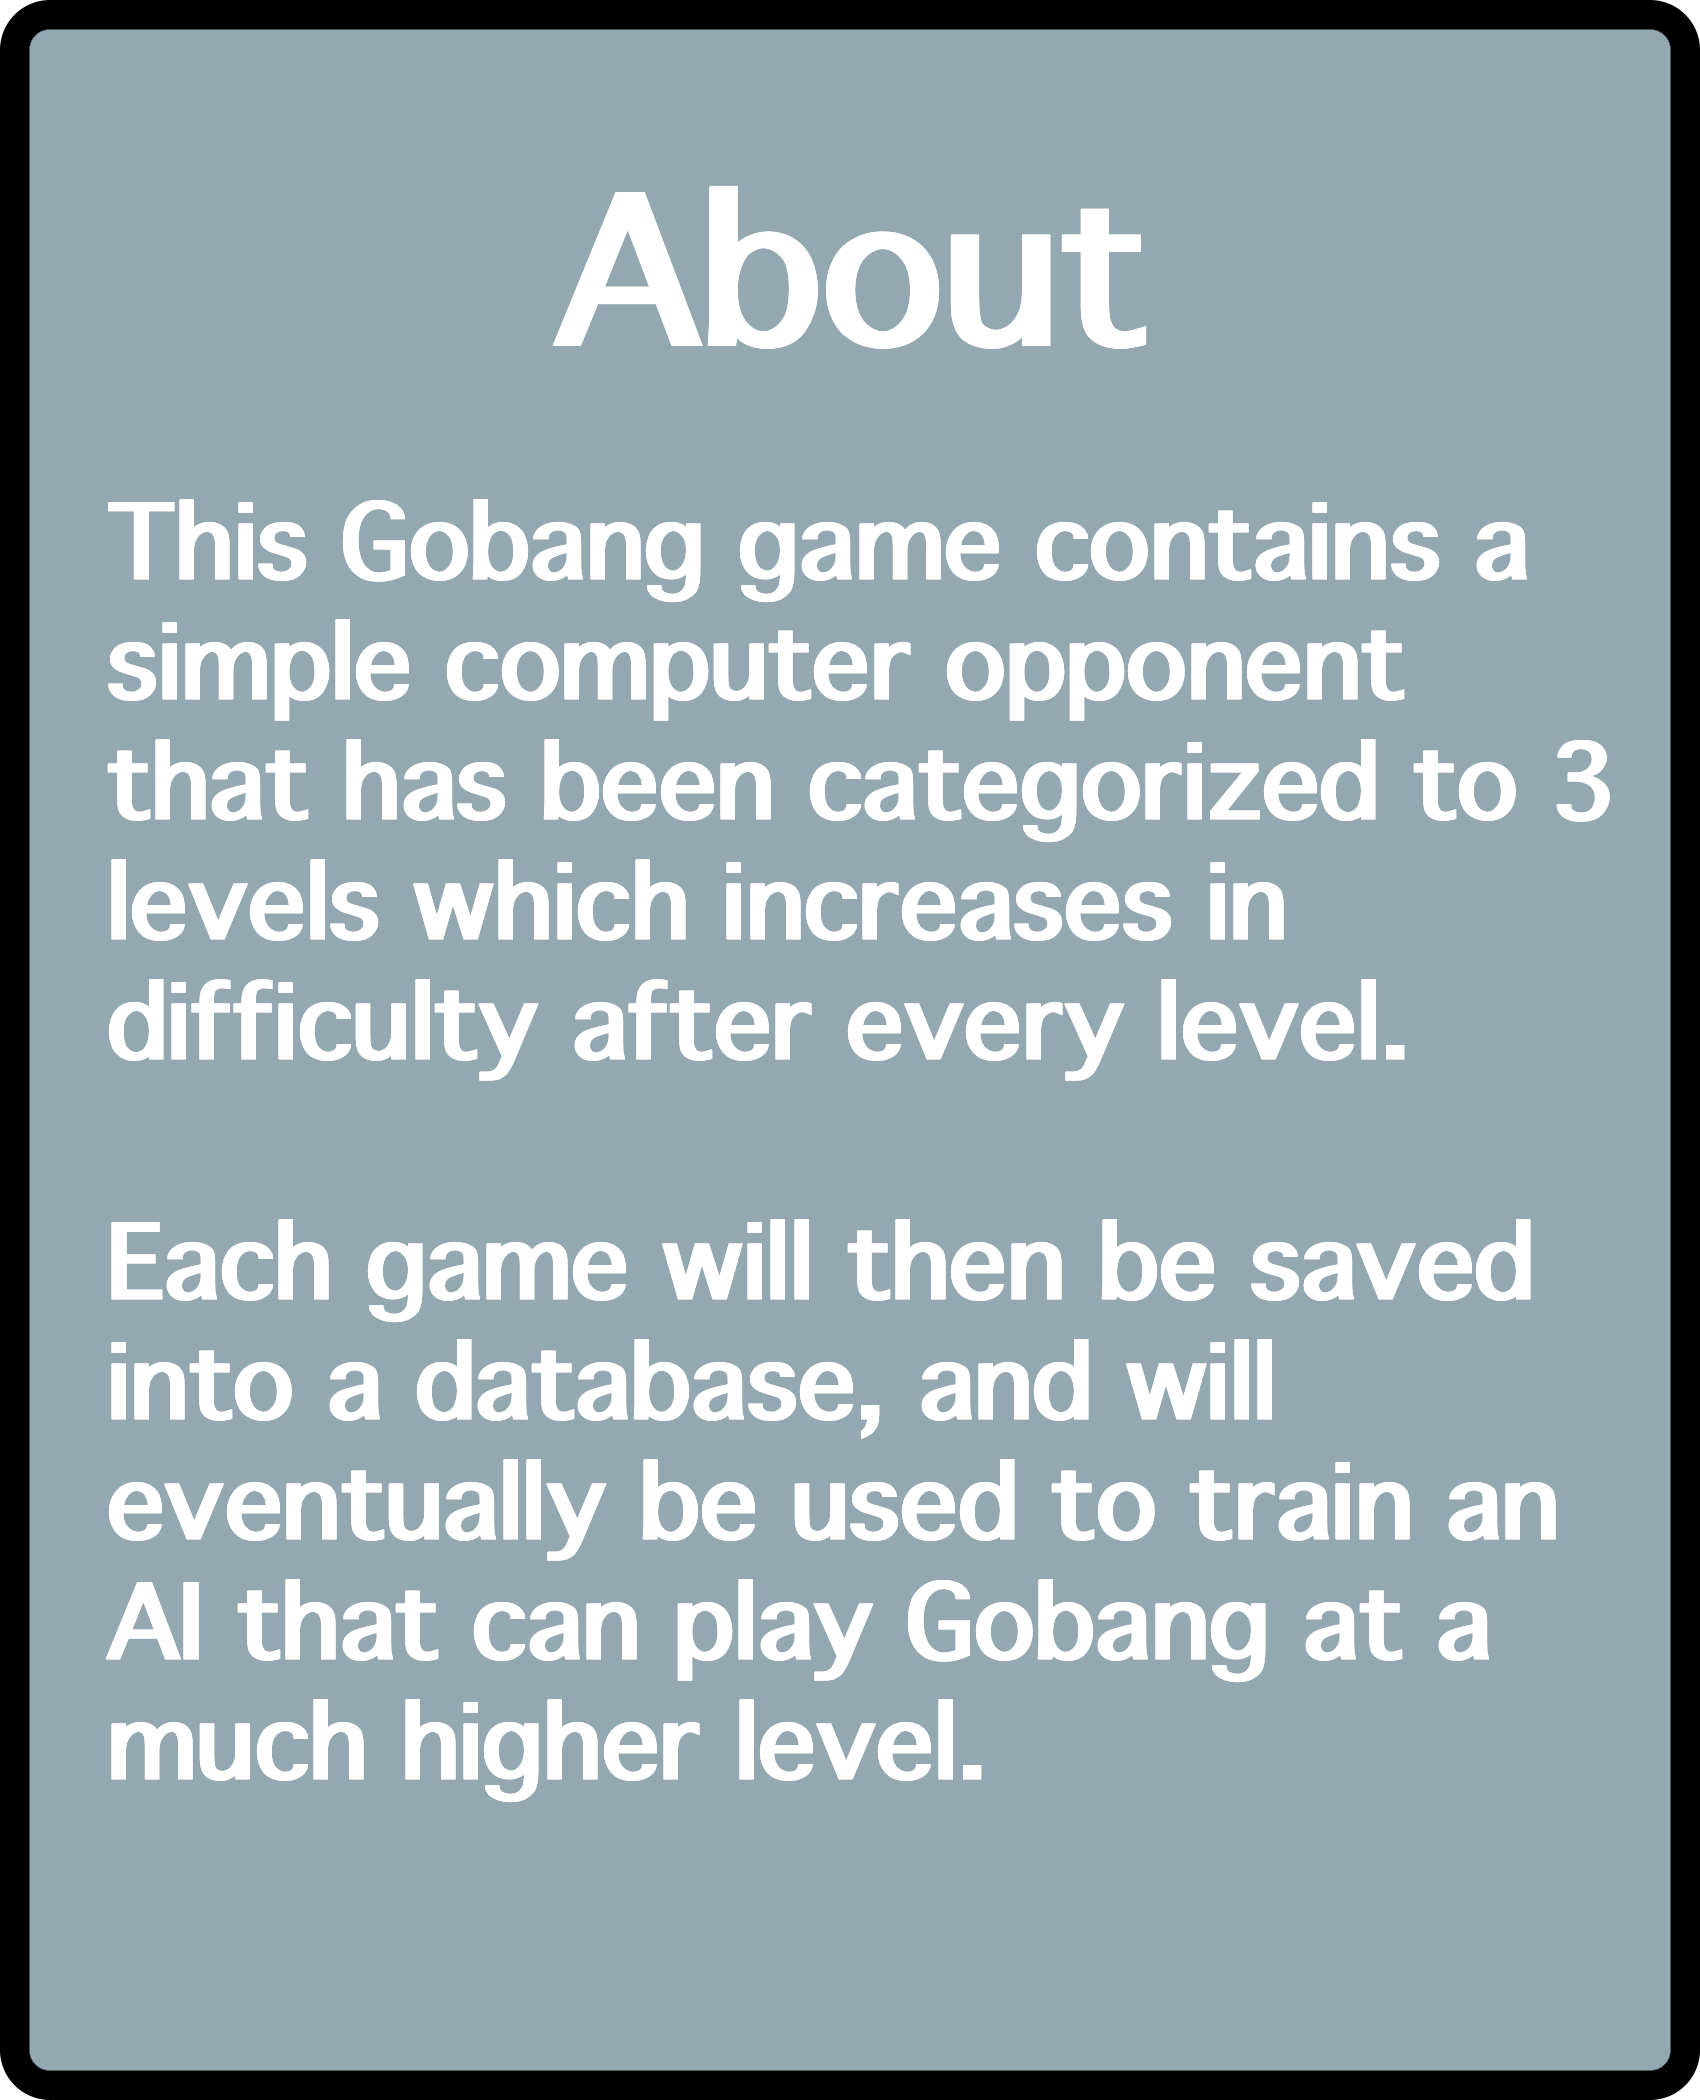 About
This Gobang game contains a
simple computer opponent
that has been categorized to 3
levels which increases in
difficulty after every level.
Each game will then be saved
into a database, and will
eventually be used to train an
AI that can play Gobang at a
much higher level.